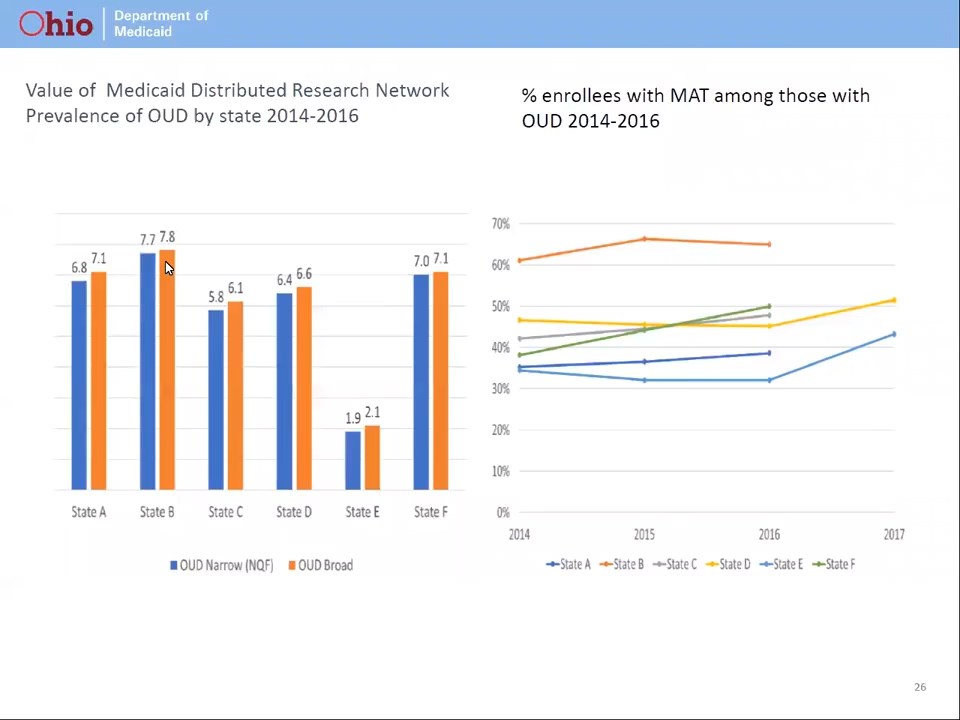 Ohio
Department of
Medicaid
Value of  Medicaid Distributed Research Network
Prevalence of OUD by state 2014-2016
% enrollees with MAT among those with
OUD 2014-2016
6.8 7.1 7.7 7.8 5.8 6.1 6.4 6.6 1.9 2.1 7.0 7.1
State A State B State C State D State E State F
OUD Narrow (NQF) OUD Broad
70%
60%
50%
40%
30%
20%
10%
0%
2014 2015 2016 2017
State A State B State C State D State E State F
26